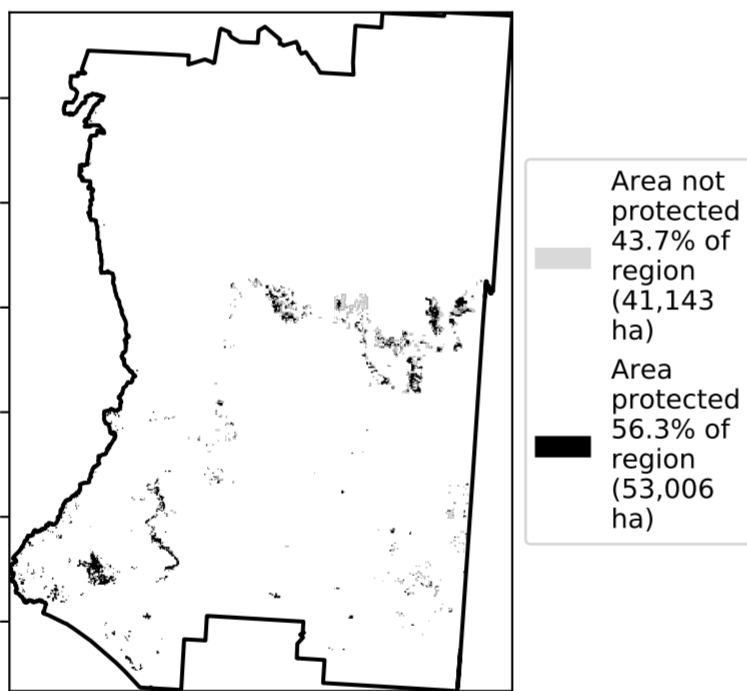 Area not
protected
43.7% of
region
(41,143
ha)
Area
protected
56.3% of
region
(53,006
ha)